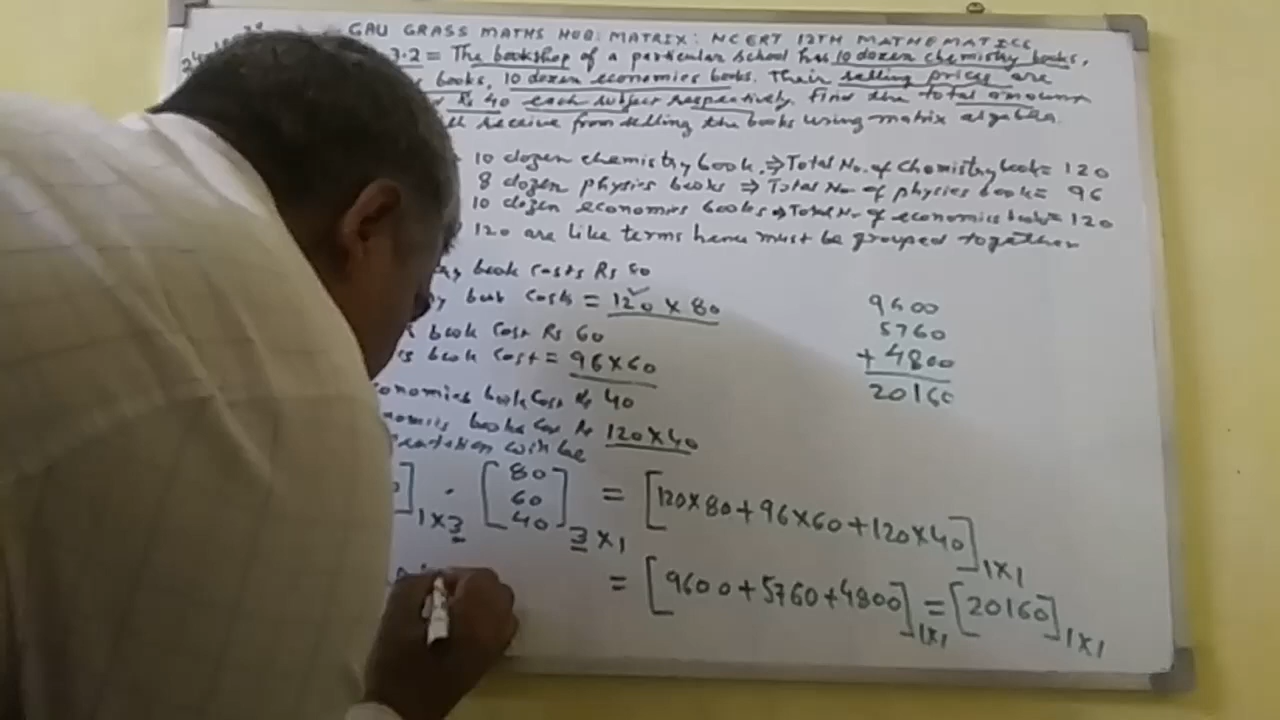 GAU GRASS MATHS HUB: MATRIX: NCERT 12TH MATHEMATICS
3.2 = The bookshop of a particular school has 10 dozen chemistry books,
books, 10 dozen economics books. Their selling prices are
Rs 40 each subject respectively. Find the total amount
receive from selling the books using matrix algebra.
10 dozen chemistry book. ⇒ Total No. of chemistry book = 120
8 dozen physics books ⇒ Total No of physics book = 96
10 dozen economics books ⇒ Total Nr of economics book = 120
120 are like terms hence must be grouped together
book costs Rs 80
book costs = 120 × 80
book cost Rs 60
book cost = 96×60
book cost Rs 40
books cost Rs 120×40
will be
]1×3 . [80 60 40]3×1 = [120×80+96×60+120×40]1×1
= [9600+5760+4800]1×1 = [20160]1×1
9600
5760
+4800
20160